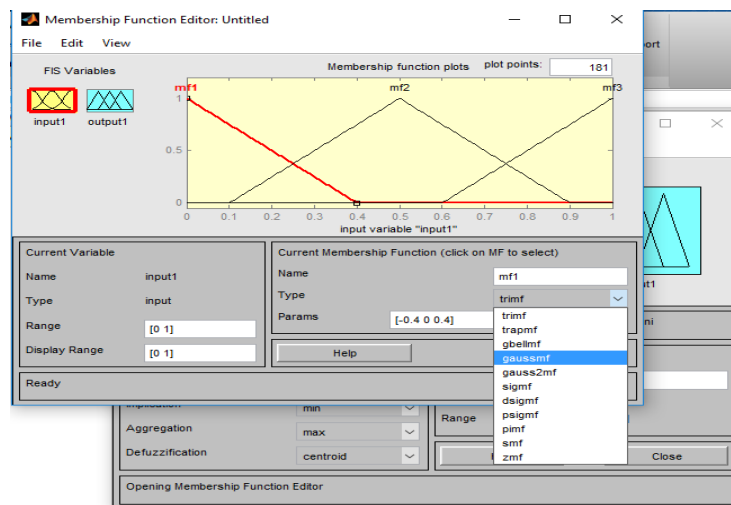 Membership Function Editor: Untitled
File Edit View
FIS Variables
input1 output1
Membership function plots plot points: 181
mf1 mf2 mf3
1
0.5
0
0 0.1 0.2 0.3 0.4 0.5 0.6 0.7 0.8 0.9 1
input variable "input1"
Current Variable
Name input1
Type input
Range [0 1]
Display Range [0 1]
Current Membership Function (click on MF to select)
Name mf1
Type trimf
Params [-0.4 0 0.4]
Help
Ready
trimf
trapmf
gbellmf
gaussmf
gauss2mf
sigmf
dsigmf
psigmf
pimf
smf
zmf
min
Aggregation max
Defuzzification centroid
Range
Close
Opening Membership Function Editor